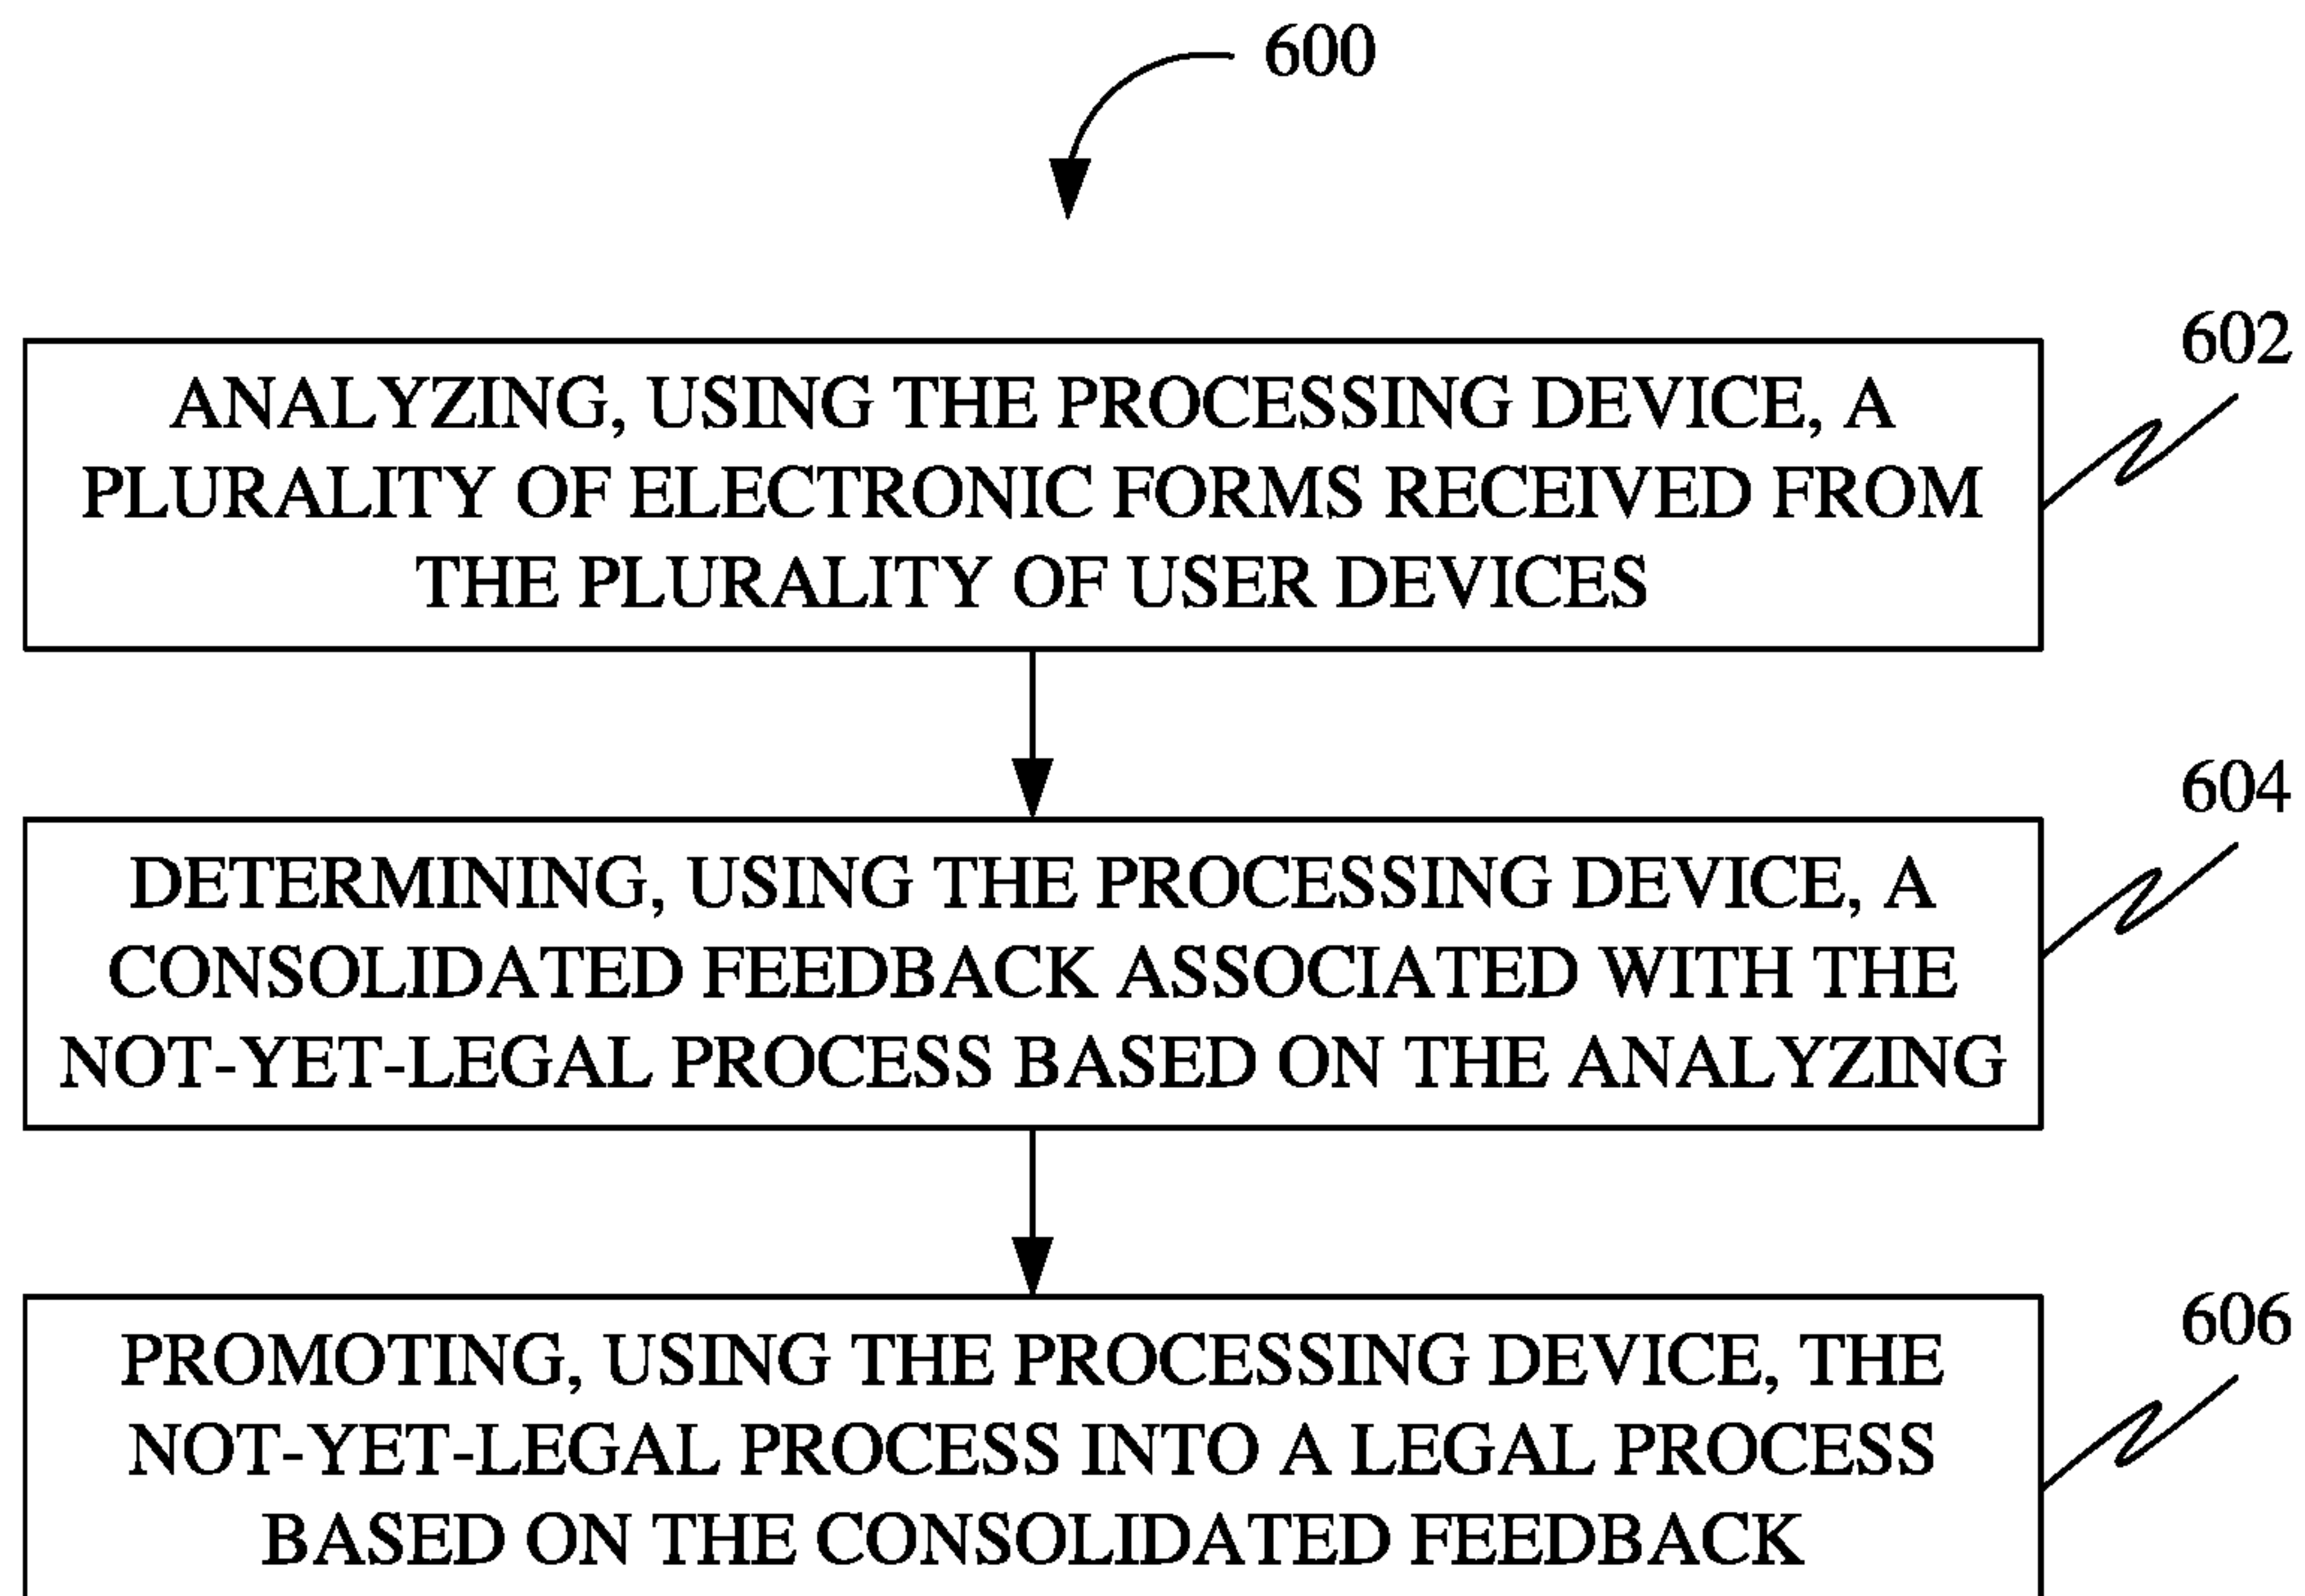 600
602
ANALYZING, USING THE PROCESSING DEVICE, A
PLURALITY OF ELECTRONIC FORMS RECEIVED FROM
THE PLURALITY OF USER DEVICES
604
DETERMINING, USING THE PROCESSING DEVICE, A
CONSOLIDATED FEEDBACK ASSOCIATED WITH THE
NOT-YET-LEGAL PROCESS BASED ON THE ANALYZING
606
PROMOTING, USING THE PROCESSING DEVICE, THE
NOT-YET-LEGAL PROCESS INTO A LEGAL PROCESS
BASED ON THE CONSOLIDATED FEEDBACK